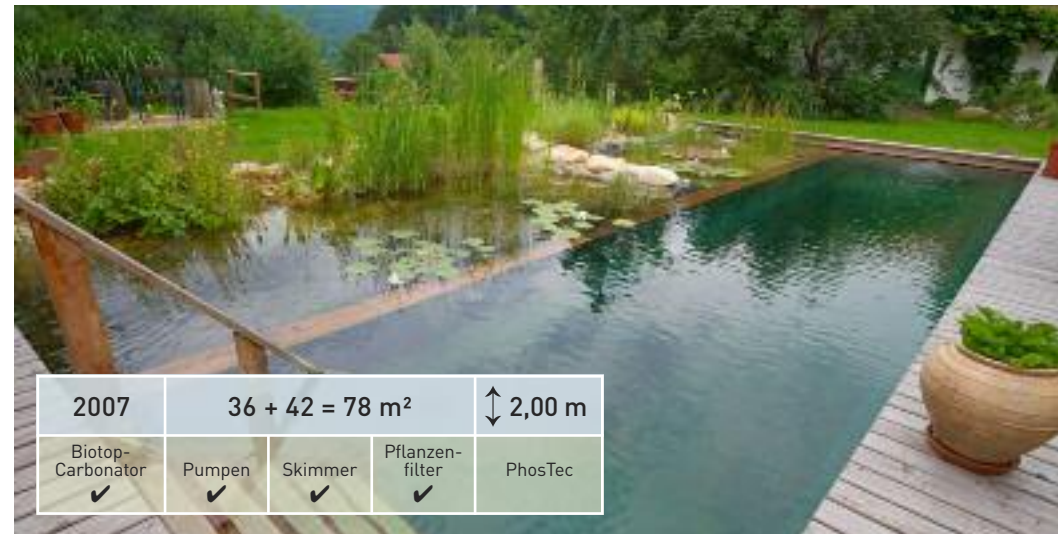 2007
36 + 42 = 78 m²
↕ 2,00 m
Biotop-
Carbonator
✔
Pumpen
✔
Skimmer
✔
Pflanzen-
filter
✔
PhosTec